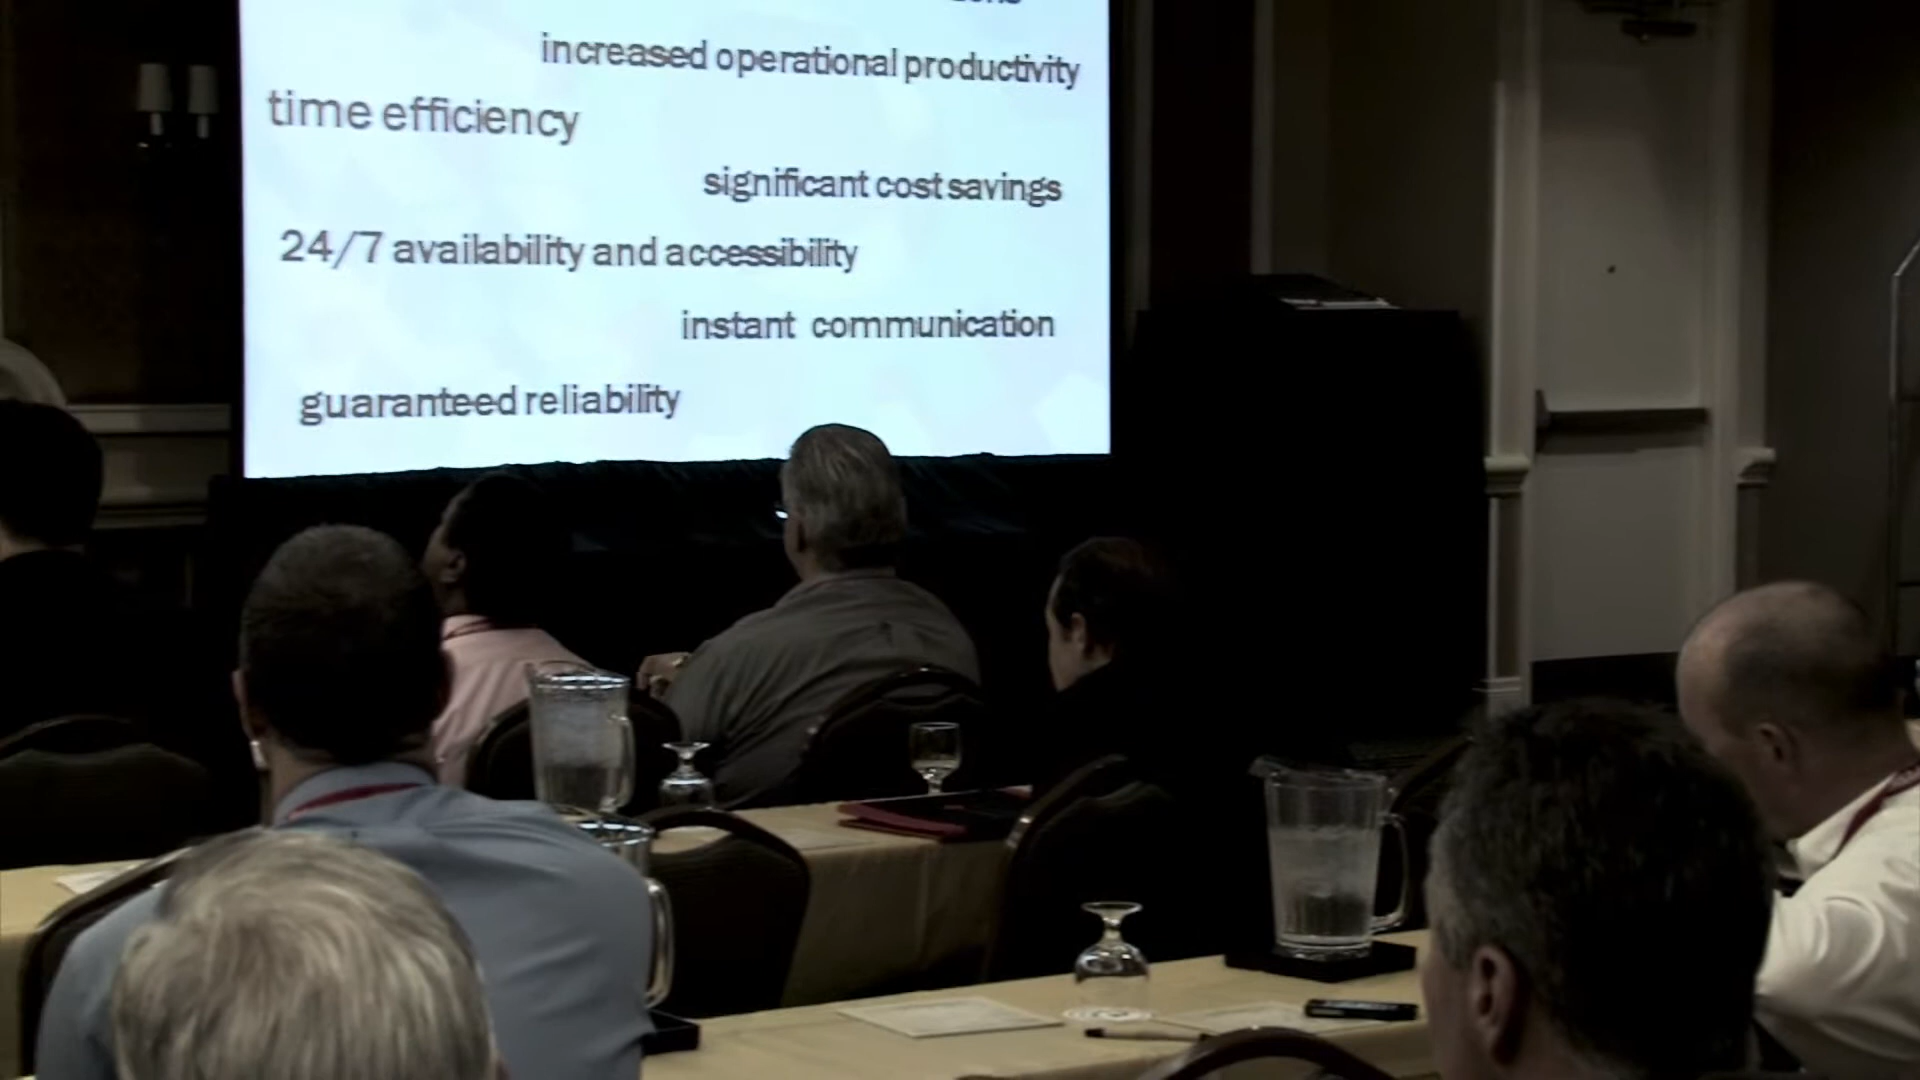 increased operational productivity
time efficiency
significant cost savings
24/7 availability and accessibility
instant communication
guaranteed reliability